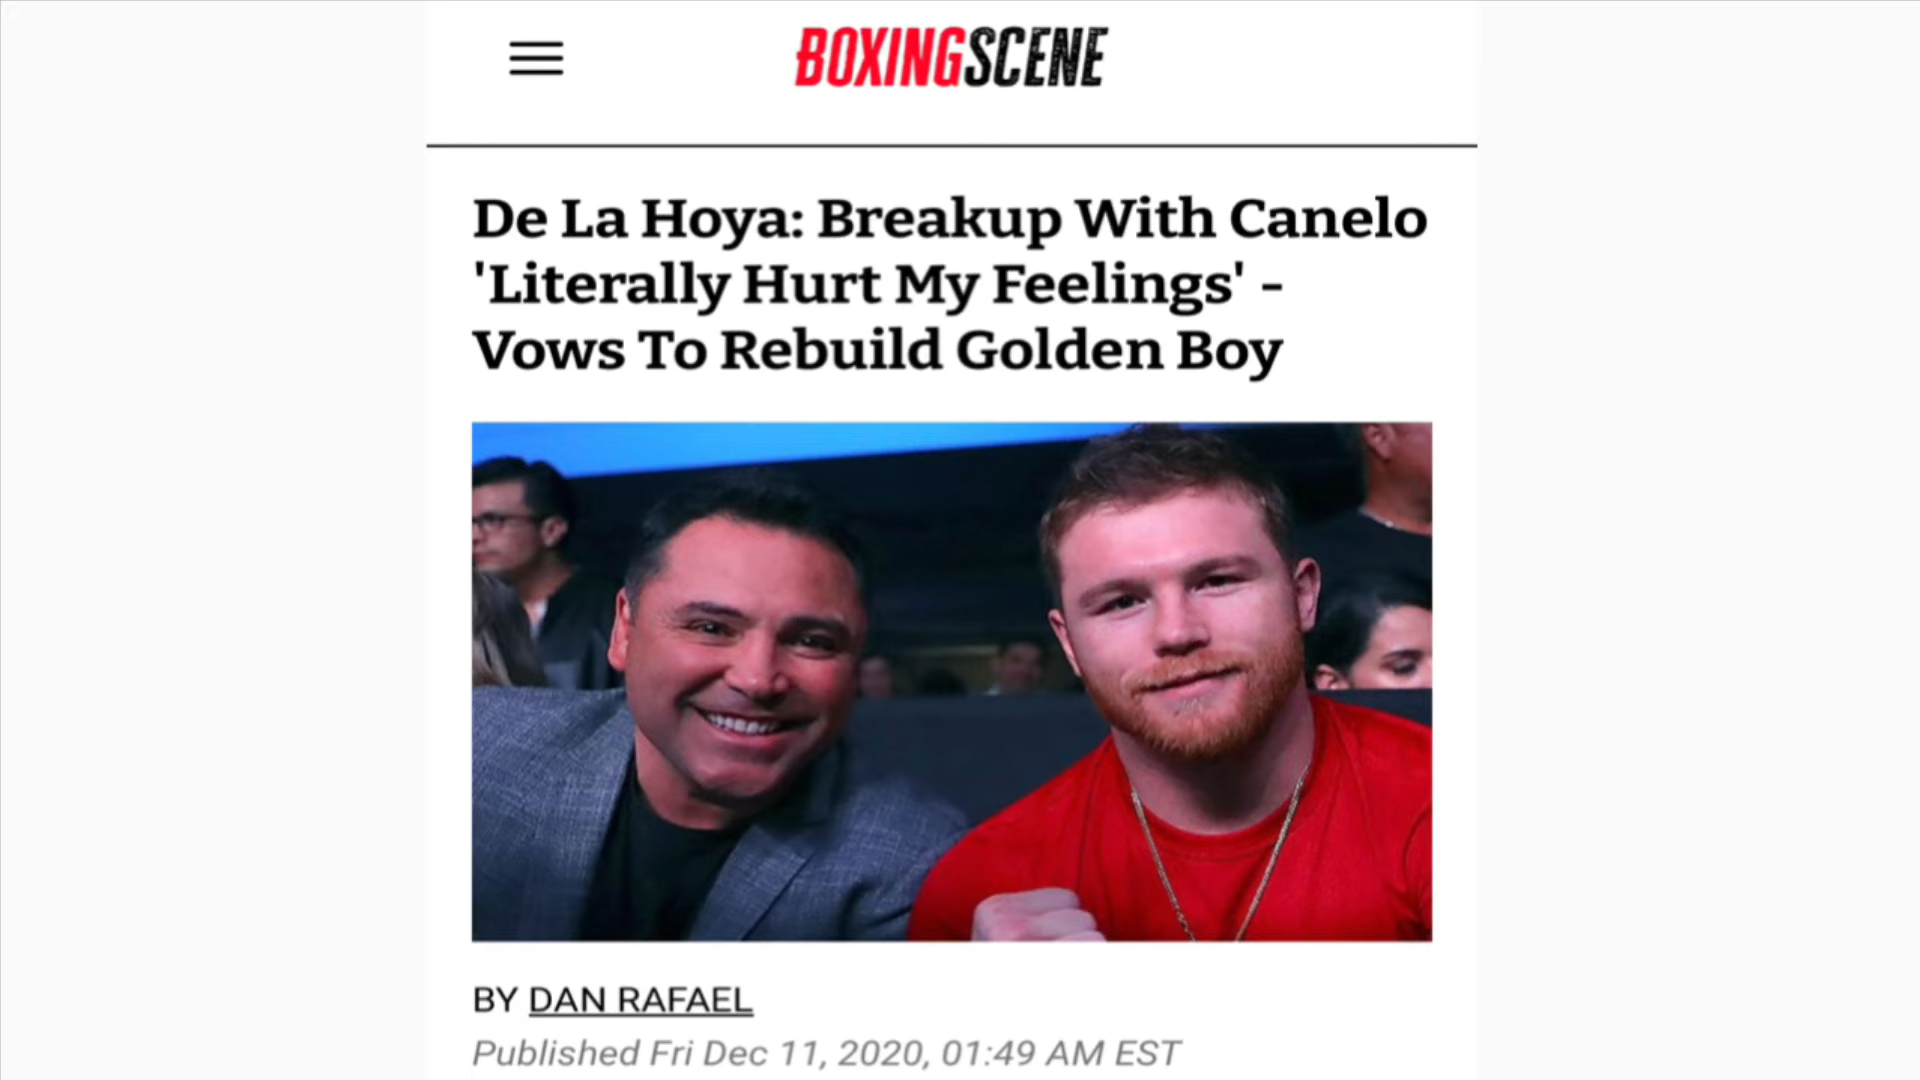 BOXINGSCENE
De La Hoya: Breakup With Canelo
'Literally Hurt My Feelings' -
Vows To Rebuild Golden Boy
BY DAN RAFAEL
Published Fri Dec 11, 2020, 01:49 AM EST